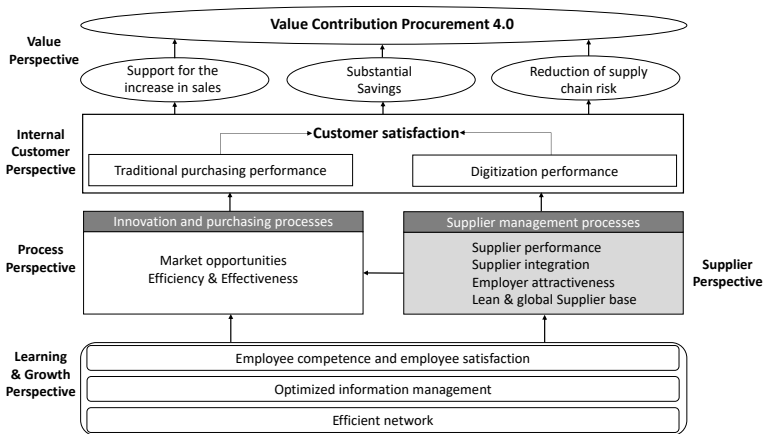 Value Contribution Procurement 4.0
Value
Perspective
Support for the
increase in sales
Substantial
Savings
Reduction of supply
chain risk
Internal
Customer
Perspective
Customer satisfaction
Traditional purchasing performance
Digitization performance
Process
Perspective
Innovation and purchasing processes
Market opportunities
Efficiency & Effectiveness
Supplier management processes
Supplier performance
Supplier integration
Employer attractiveness
Lean & global Supplier base
Supplier
Perspective
Learning
& Growth
Perspective
Employee competence and employee satisfaction
Optimized information management
Efficient network